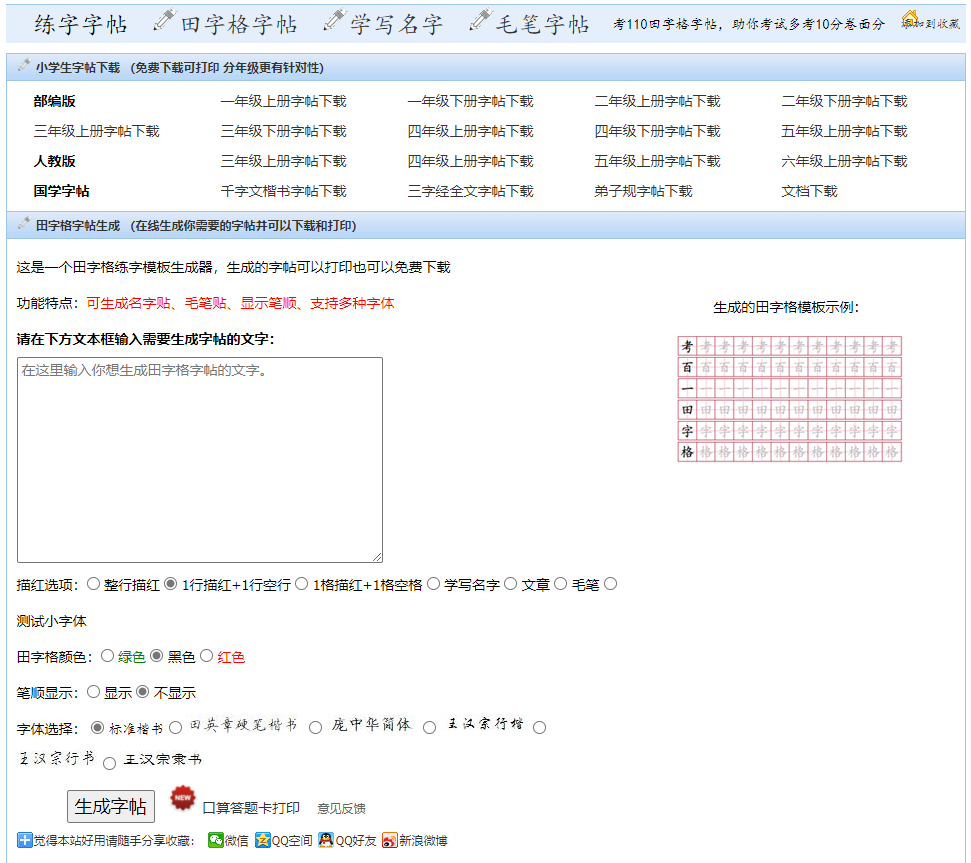 练字字帖 田字格字帖 学写名字 毛笔字帖 考110田字格字帖，助你考试多考10分卷面分 添加到收藏
小学生字帖下载 (免费下载可打印 分年级更有针对性)
部编版 一年级上册字帖下载 一年级下册字帖下载 二年级上册字帖下载 二年级下册字帖下载
三年级上册字帖下载 三年级下册字帖下载 四年级上册字帖下载 四年级下册字帖下载 五年级上册字帖下载
人教版 三年级上册字帖下载 四年级上册字帖下载 五年级上册字帖下载 六年级上册字帖下载
国学字帖 千字文楷书字帖下载 三字经全文字帖下载 弟子规字帖下载 文档下载
田字格字帖生成 (在线生成你需要的字帖并可以下载和打印)
这是一个田字格练字模板生成器，生成的字帖可以打印也可以免费下载
功能特点：可生成名字贴、毛笔贴、显示笔顺、支持多种字体
请在下方文本框输入需要生成字帖的文字：
在这里输入你想生成田字格字帖的文字。
生成的田字格模板示例：
考 考 考 考 考 考 考 考 考 考 考 考
百 百 百 百 百 百 百 百 百 百 百 百
一 一 一 一 一 一 一 一 一 一 一 一
田 田 田 田 田 田 田 田 田 田 田 田
字 字 字 字 字 字 字 字 字 字 字 字
格 格 格 格 格 格 格 格 格 格 格 格
描红选项： 整行描红 1行描红+1行空行 1格描红+1格空格 学写名字 文章 毛笔
测试小字体
田字格颜色： 绿色 黑色 红色
笔顺显示： 显示 不显示
字体选择： 标准楷书 田英章硬笔楷书 庞中华简体 王汉宗行楷
王汉宗行书 王汉宗隶书
生成字帖 NEW 口算答题卡打印 意见反馈
觉得本站好用请随手分享收藏： 微信 QQ空间 QQ好友 新浪微博